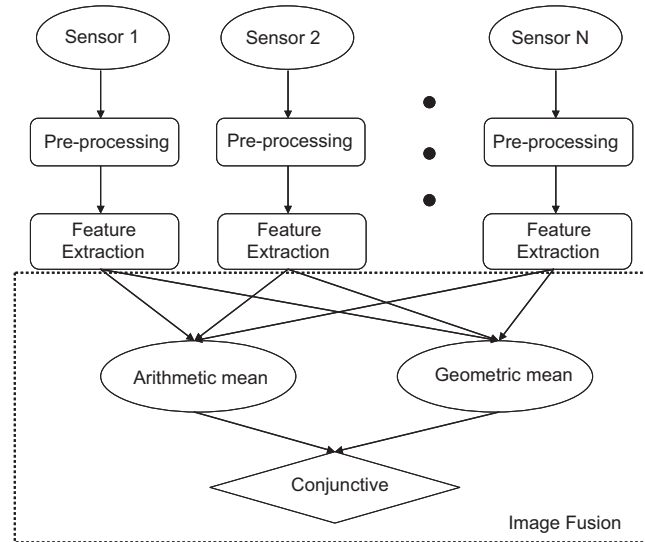 Sensor 1
Sensor 2
Sensor N
Pre-processing
Pre-processing
Pre-processing
Feature
Extraction
Feature
Extraction
Feature
Extraction
Arithmetic mean
Geometric mean
Conjunctive
Image Fusion